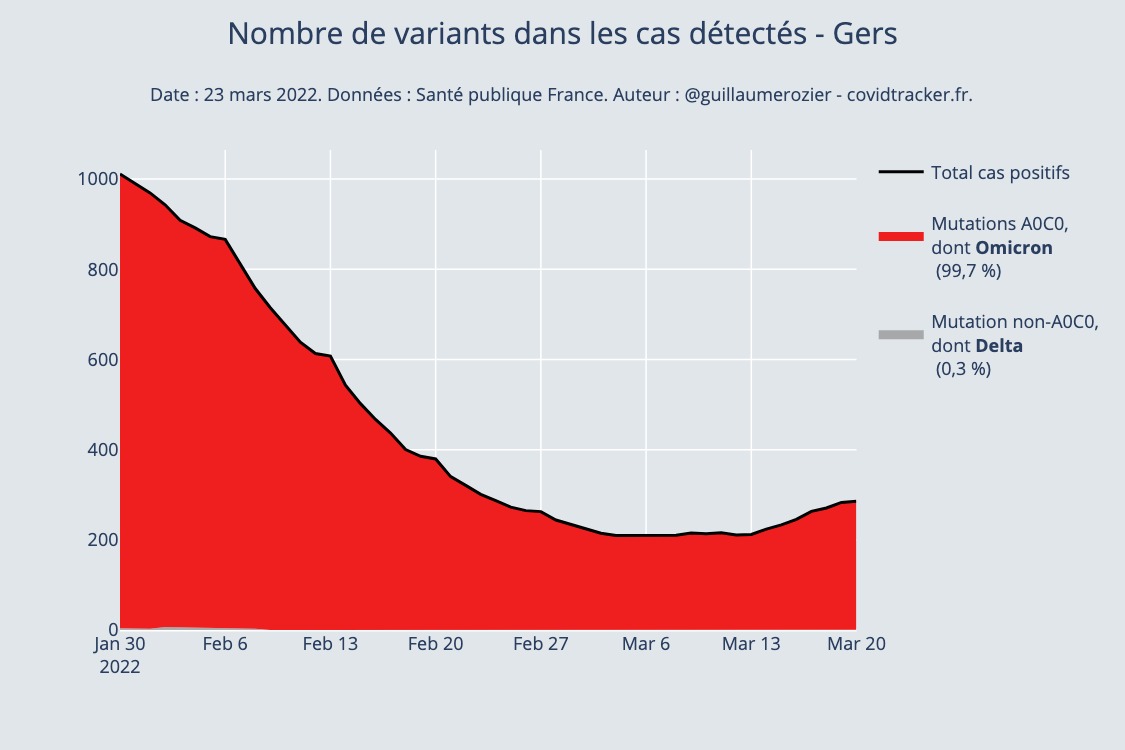 Nombre de variants dans les cas détectés - Gers
Date : 23 mars 2022. Données : Santé publique France. Auteur : @guillaumerozier - covidtracker.fr.
1000
800
600
400
200
0
Jan 30
2022
Feb 6
Feb 13
Feb 20
Feb 27
Mar 6
Mar 13
Mar 20
Total cas positifs
Mutations A0C0,
dont Omicron
(99,7 %)
Mutation non-A0C0,
dont Delta
(0,3 %)